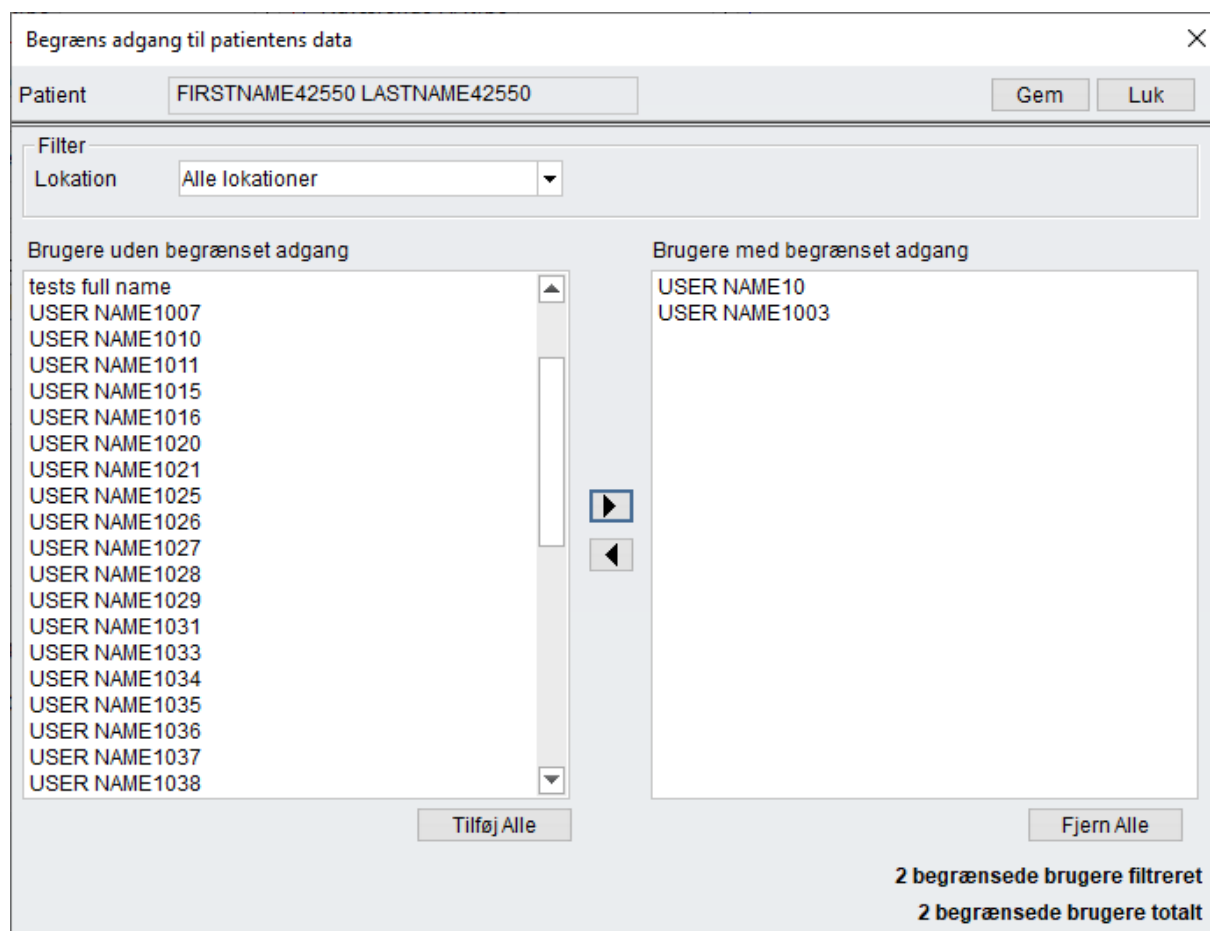 Begræns adgang til patientens data
Patient FIRSTNAME42550 LASTNAME42550 Gem Luk
Filter
Lokation Alle lokationer
Brugere uden begrænset adgang
tests full name
USER NAME1007
USER NAME1010
USER NAME1011
USER NAME1015
USER NAME1016
USER NAME1020
USER NAME1021
USER NAME1025
USER NAME1026
USER NAME1027
USER NAME1028
USER NAME1029
USER NAME1031
USER NAME1033
USER NAME1034
USER NAME1035
USER NAME1036
USER NAME1037
USER NAME1038
Tilføj Alle
Brugere med begrænset adgang
USER NAME10
USER NAME1003
Fjern Alle
2 begrænsede brugere filtreret
2 begrænsede brugere totalt